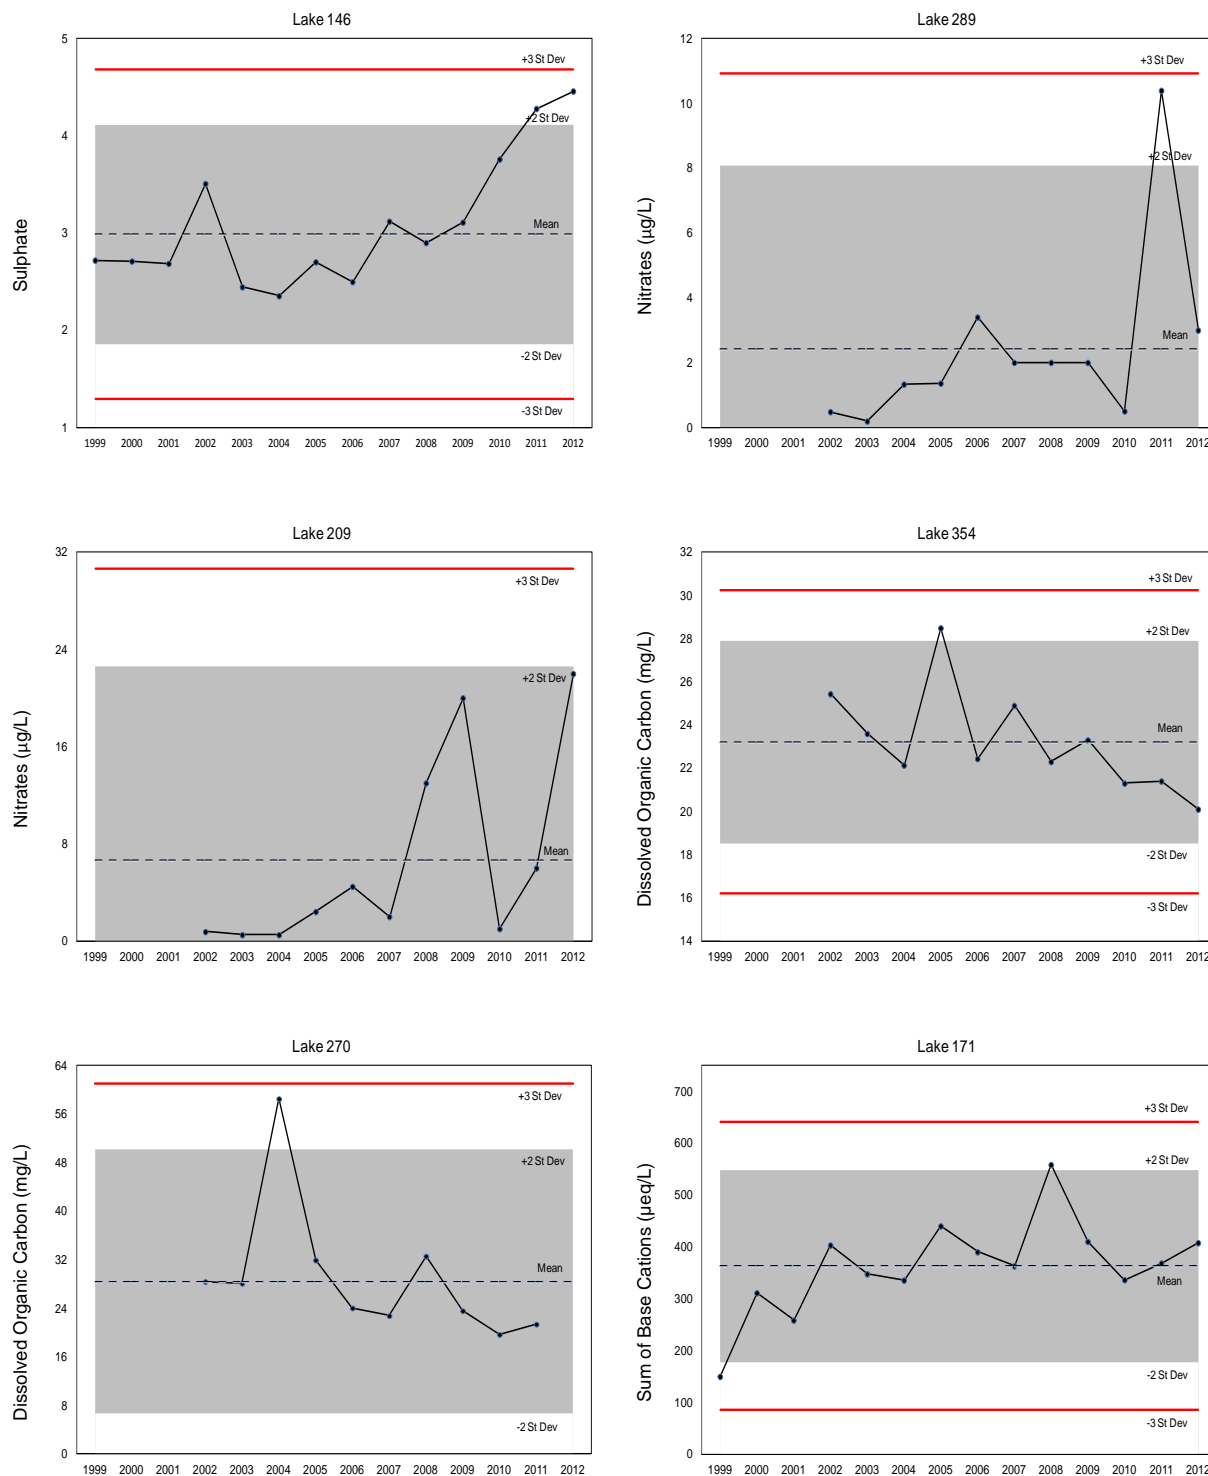 Lake 146
Sulphate
5
4
3
2
1
+3 St Dev
+2 St Dev
Mean
-2 St Dev
-3 St Dev
1999 2000 2001 2002 2003 2004 2005 2006 2007 2008 2009 2010 2011 2012
Lake 289
Nitrates (µg/L)
12
10
8
6
4
2
0
+3 St Dev
+2 St Dev
Mean
1999 2000 2001 2002 2003 2004 2005 2006 2007 2008 2009 2010 2011 2012
Lake 209
Nitrates (µg/L)
32
24
16
8
0
+3 St Dev
+2 St Dev
Mean
1999 2000 2001 2002 2003 2004 2005 2006 2007 2008 2009 2010 2011 2012
Lake 354
Dissolved Organic Carbon (mg/L)
32
30
28
26
24
22
20
18
16
14
+3 St Dev
+2 St Dev
Mean
-2 St Dev
-3 St Dev
1999 2000 2001 2002 2003 2004 2005 2006 2007 2008 2009 2010 2011 2012
Lake 270
Dissolved Organic Carbon (mg/L)
64
56
48
40
32
24
16
8
0
+3 St Dev
+2 St Dev
Mean
-2 St Dev
1999 2000 2001 2002 2003 2004 2005 2006 2007 2008 2009 2010 2011 2012
Lake 171
Sum of Base Cations (µeq/L)
700
600
500
400
300
200
100
0
+3 St Dev
+2 St Dev
Mean
-2 St Dev
-3 St Dev
1999 2000 2001 2002 2003 2004 2005 2006 2007 2008 2009 2010 2011 2012